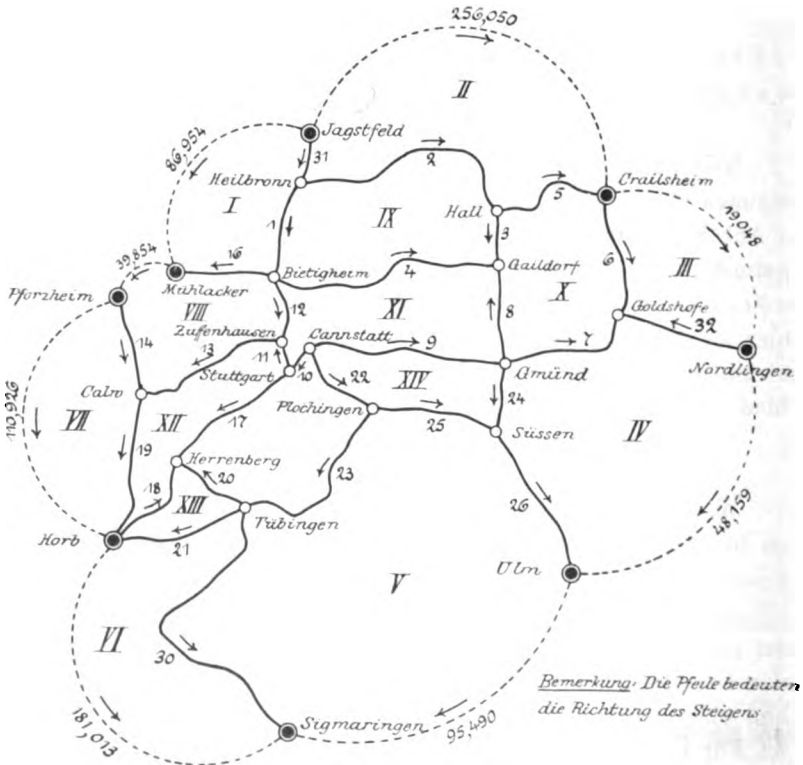 256,050
II
Jagstfeld
86,954
31
2
Heilbronn
Crailsheim
5
I
1
IX
Hall
3
19,048
39,854
16
4
Gaildorf
6
III
Mühlacker
Bietigheim
X
Pforzheim
VIII
12
XI
8
Goldshöfe
32
Zufenhausen
Cannstatt
14
13
11
9
7
Stuttgart
10
Gmünd
Nördlingen
22
XIV
24
Calw
110,926
VII
XII
17
Plochingen
25
Süssen
IV
19
Herrenberg
18
20
23
26
XIII
48,159
Tübingen
Horb
21
Ulm
V
VI
30
Bemerkung: Die Pfeile bedeuten
die Richtung des Steigens
181,013
Sigmaringen
95,490